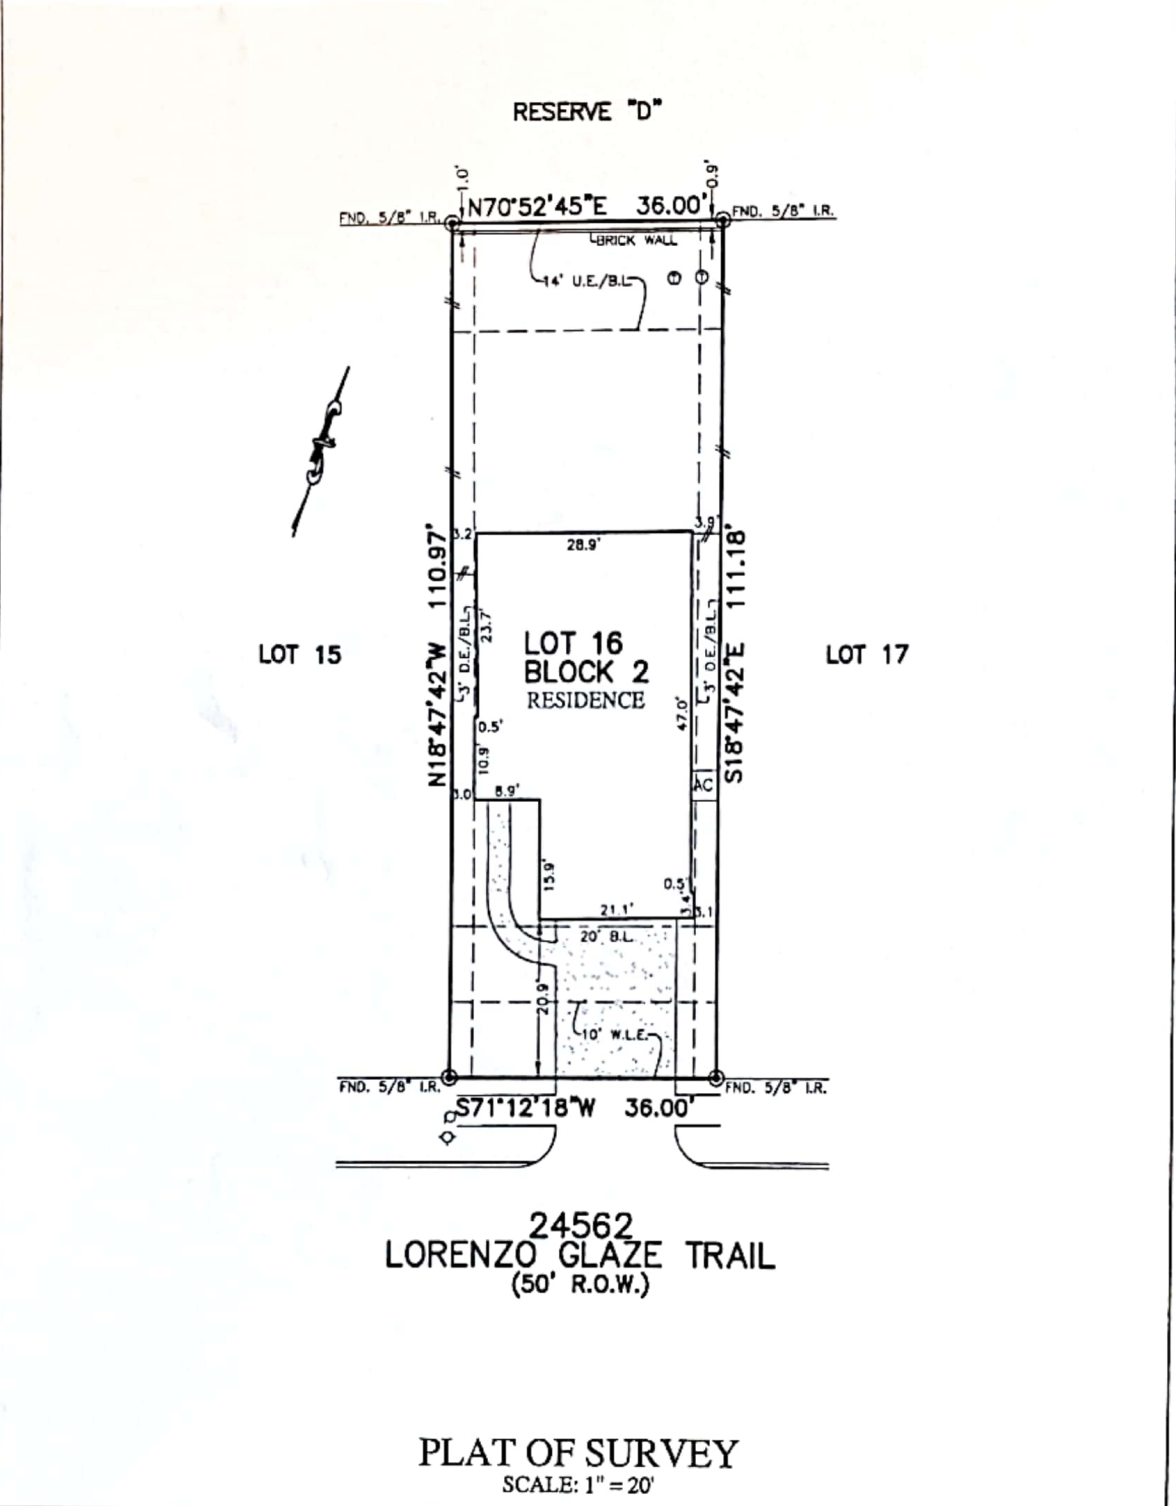 RESERVE "D"
1.0'
0.9'
FND. 5/8" I.R.
N70°52'45"E 36.00'
FND. 5/8" I.R.
BRICK WALL
14' U.E./B.L.
3.2'
3.9'
28.9'
N18°47'42"W 110.97'
S18°47'42"E 111.18'
3' D.E./B.L.
23.7'
3' D.E./B.L.
LOT 15
LOT 16
BLOCK 2
RESIDENCE
LOT 17
47.0'
0.5'
10.9'
3.0'
8.9'
AC
15.9'
0.5'
3.4'
3.1
21.1'
20' B.L.
20.9'
10' W.L.E.
FND. 5/8" I.R.
FND. 5/8" I.R.
S71°12'18"W 36.00'
24562
LORENZO GLAZE TRAIL
(50' R.O.W.)
PLAT OF SURVEY
SCALE: 1" = 20'